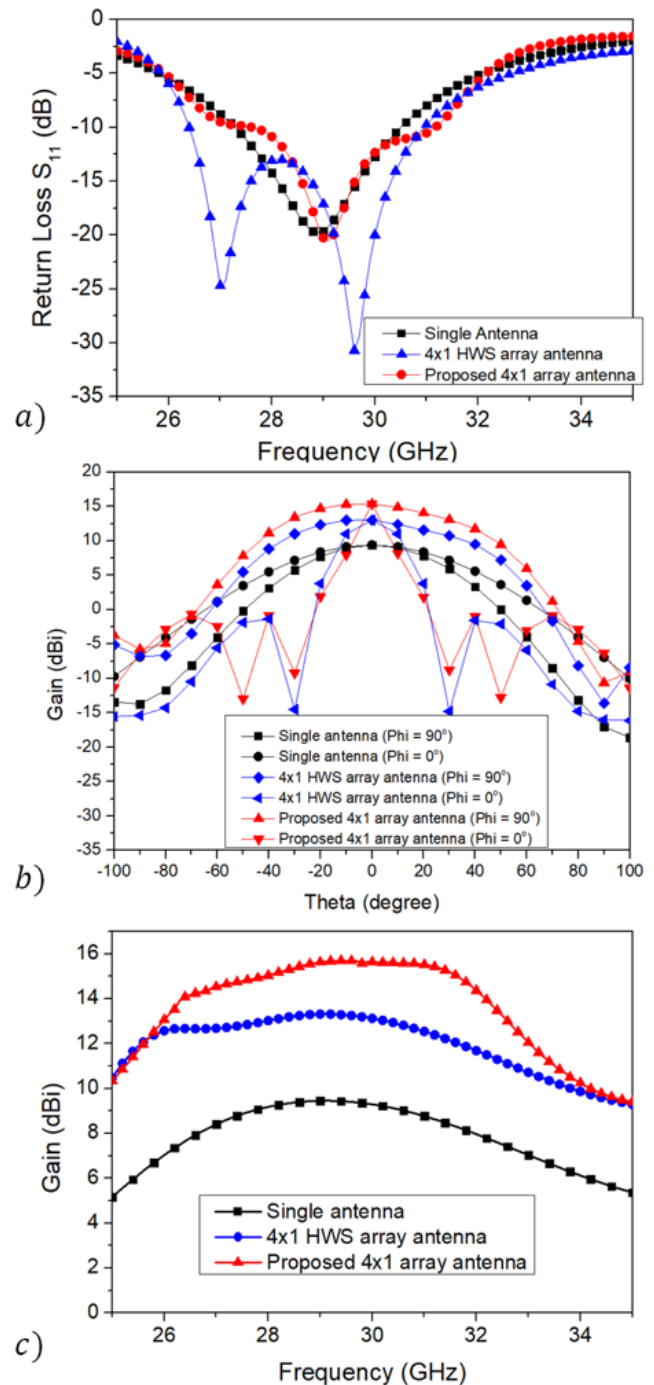 0
-5
-10
-15
-20
-25
-30
-35
Return Loss S11 (dB)
Single Antenna
4x1 HWS array antenna
Proposed 4x1 array antenna
26 28 30 32 34
Frequency (GHz)
a)
20
15
10
5
0
-5
-10
-15
-20
-25
-30
-35
Gain (dBi)
Single antenna (Phi = 90°)
Single antenna (Phi = 0°)
4x1 HWS array antenna (Phi = 90°)
4x1 HWS array antenna (Phi = 0°)
Proposed 4x1 array antenna (Phi = 90°)
Proposed 4x1 array antenna (Phi = 0°)
-100 -80 -60 -40 -20 0 20 40 60 80 100
Theta (degree)
b)
16
14
12
10
8
6
4
2
0
Gain (dBi)
Single antenna
4x1 HWS array antenna
Proposed 4x1 array antenna
26 28 30 32 34
Frequency (GHz)
c)